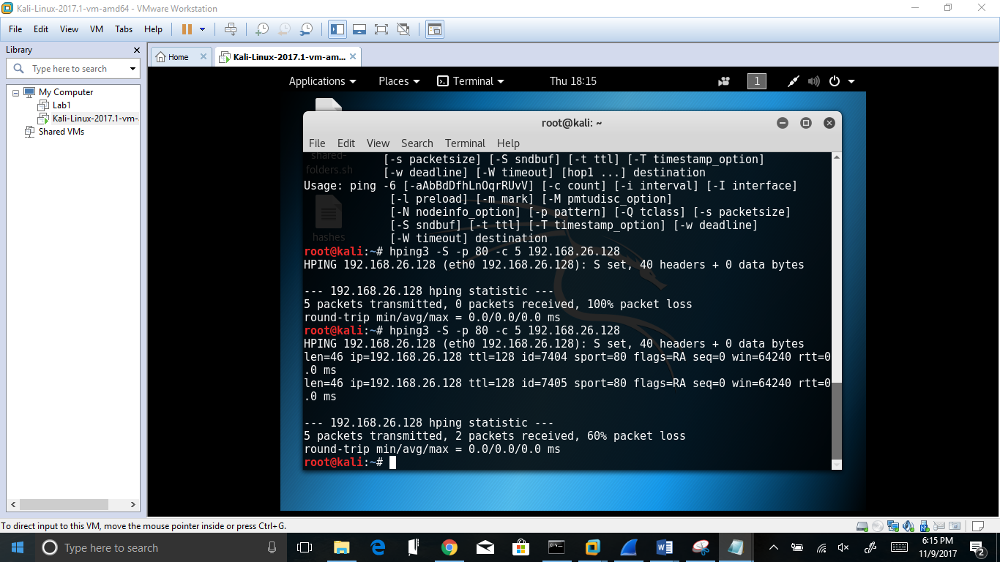 Kali-Linux-2017.1-vm-amd64 - VMware Workstation
File Edit View VM Tabs Help
Library
Type here to search
My Computer
Lab1
Kali-Linux-2017.1-vm-
Shared VMs
Home
Kali-Linux-2017.1-vm-am...
Applications Places Terminal Thu 18:15 1
root@kali: ~
File Edit View Search Terminal Help
shared-
folders.sh
hashes
[-s packetsize] [-S sndbuf] [-t ttl] [-T timestamp_option]
[-w deadline] [-W timeout] [hop1 ...] destination
Usage: ping -6 [-aAbBdDfhLnOqrRUvV] [-c count] [-i interval] [-I interface]
[-l preload] [-m mark] [-M pmtudisc_option]
[-N nodeinfo_option] [-p pattern] [-Q tclass] [-s packetsize]
[-S sndbuf] [-t ttl] [-T timestamp_option] [-w deadline]
[-W timeout] destination
root@kali:~# hping3 -S -p 80 -c 5 192.168.26.128
HPING 192.168.26.128 (eth0 192.168.26.128): S set, 40 headers + 0 data bytes
--- 192.168.26.128 hping statistic ---
5 packets transmitted, 0 packets received, 100% packet loss
round-trip min/avg/max = 0.0/0.0/0.0 ms
root@kali:~# hping3 -S -p 80 -c 5 192.168.26.128
HPING 192.168.26.128 (eth0 192.168.26.128): S set, 40 headers + 0 data bytes
len=46 ip=192.168.26.128 ttl=128 id=7404 sport=80 flags=RA seq=0 win=64240 rtt=0
.0 ms
len=46 ip=192.168.26.128 ttl=128 id=7405 sport=80 flags=RA seq=0 win=64240 rtt=0
.0 ms
--- 192.168.26.128 hping statistic ---
5 packets transmitted, 2 packets received, 60% packet loss
round-trip min/avg/max = 0.0/0.0/0.0 ms
root@kali:~#
To direct input to this VM, move the mouse pointer inside or press Ctrl+G.
Type here to search
6:15 PM
11/9/2017
2